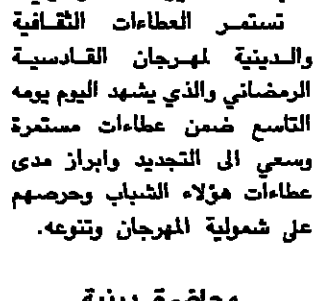 تستمر العطاءات الثقافية
والدينية لمهرجان القادسية
الرمضاني والذي يشهد اليوم يومه
التاسع ضمن عطاءات مستمرة
وسعي الى التجديد وابراز مدى
عطاءات هؤلاء الشباب وحرصهم
على شمولية المهرجان وتنوعه.
محاضرة دينية